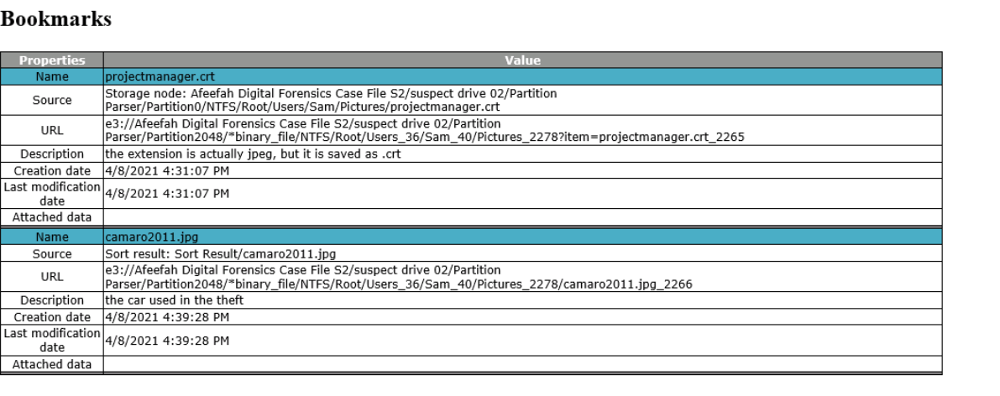 Bookmarks
Properties Value
Name projectmanager.crt
Source Storage node: Afeefah Digital Forensics Case File S2/suspect drive 02/Partition
Parser/Partition0/NTFS/Root/Users/Sam/Pictures/projectmanager.crt
URL e3://Afeefah Digital Forensics Case File S2/suspect drive 02/Partition
Parser/Partition2048/*binary_file/NTFS/Root/Users_36/Sam_40/Pictures_2278?item=projectmanager.crt_2265
Description the extension is actually jpeg, but it is saved as .crt
Creation date 4/8/2021 4:31:07 PM
Last modification
date 4/8/2021 4:31:07 PM
Attached data
Name camaro2011.jpg
Source Sort result: Sort Result/camaro2011.jpg
URL e3://Afeefah Digital Forensics Case File S2/suspect drive 02/Partition
Parser/Partition2048/*binary_file/NTFS/Root/Users_36/Sam_40/Pictures_2278/camaro2011.jpg_2266
Description the car used in the theft
Creation date 4/8/2021 4:39:28 PM
Last modification
date 4/8/2021 4:39:28 PM
Attached data